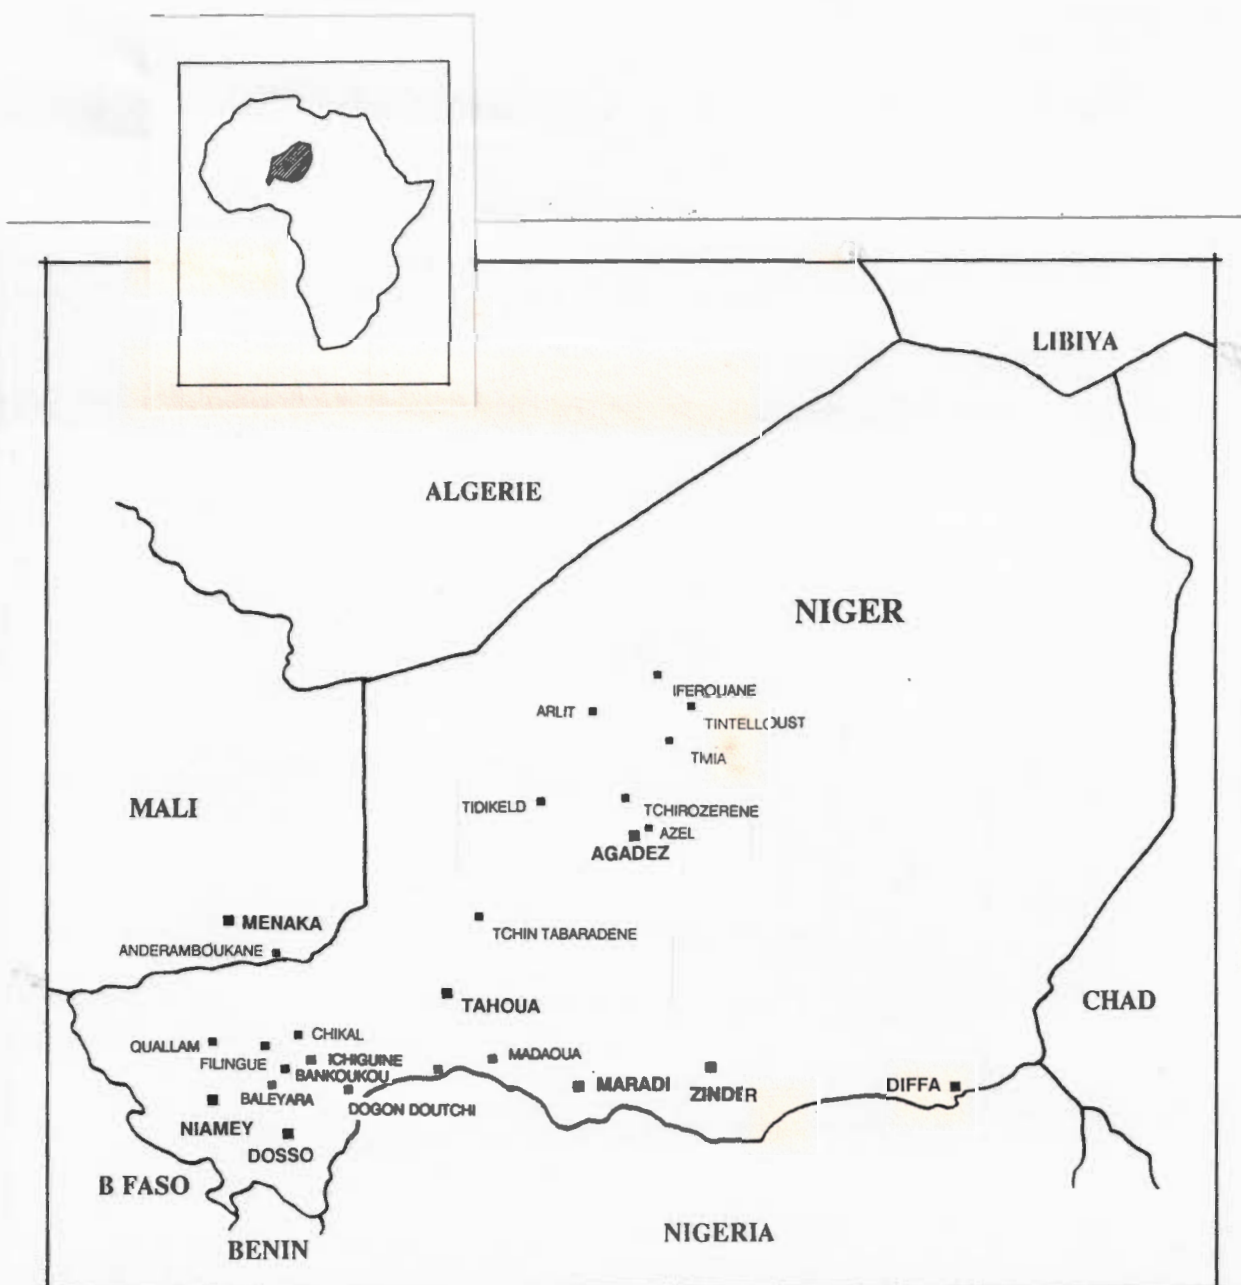 LIBIYA
ALGERIE
NIGER
IFEROUANE
ARLIT
TINTELLOUST
TMIA
MALI
TIDIKELD
TCHIROZERENE
AZEL
AGADEZ
MENAKA
TCHIN TABARADENE
ANDERAMBOUKANE
TAHOUA
CHAD
CHIKAL
QUALLAM
FILINGUE
ICHIGUINE
MADAOUA
BANKOUKOU
MARADI
ZINDER
DIFFA
BALEYARA
DOGON DOUTCHI
NIAMEY
DOSSO
B FASO
NIGERIA
BENIN